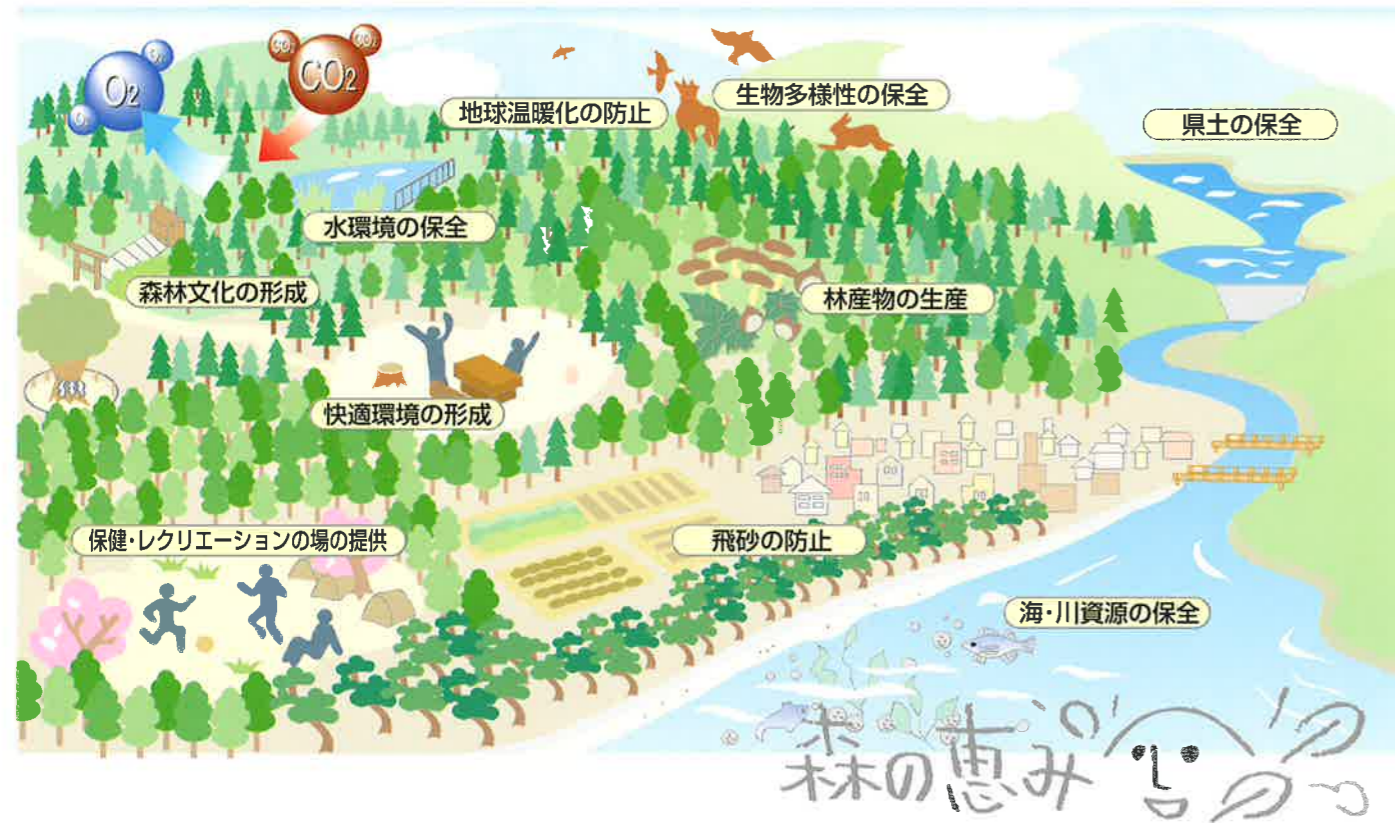 O2
CO2
CO2
CO2
地球温暖化の防止
生物多様性の保全
県土の保全
水環境の保全
森林文化の形成
林産物の生産
快適環境の形成
保健・レクリエーションの場の提供
飛砂の防止
海・川資源の保全
森の恵み